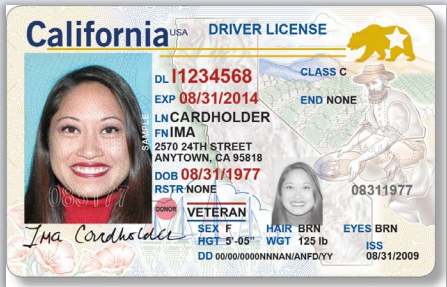 California USA DRIVER LICENSE
DL I1234568 CLASS C
EXP 08/31/2014 END NONE
LN CARDHOLDER
FN IMA
2570 24TH STREET
ANYTOWN, CA 95818
DOB 08/31/1977
RSTR NONE 08311977
DONOR
VETERAN
SEX F HAIR BRN EYES BRN
HGT 5'-05" WGT 125 lb ISS
DD 00/00/0000NNNAN/ANFD/YY 08/31/2009
SAMPLE
083177
Ima Cardholder